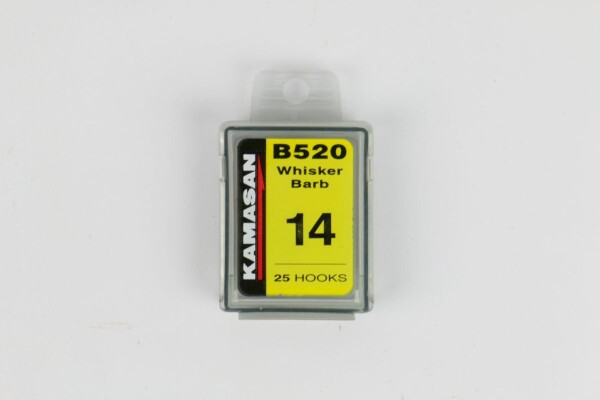 KAMASAN
B520
Whisker
Barb
14
25 HOOKS